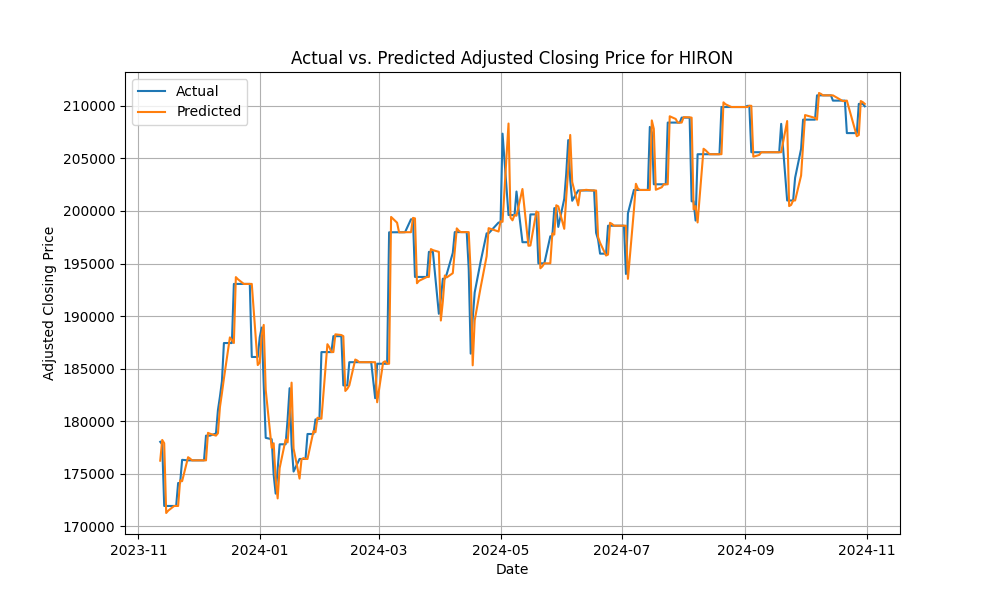 Actual vs. Predicted Adjusted Closing Price for HIRON
Actual
Predicted
Adjusted Closing Price
210000
205000
200000
195000
190000
185000
180000
175000
170000
2023-11 2024-01 2024-03 2024-05 2024-07 2024-09 2024-11
Date